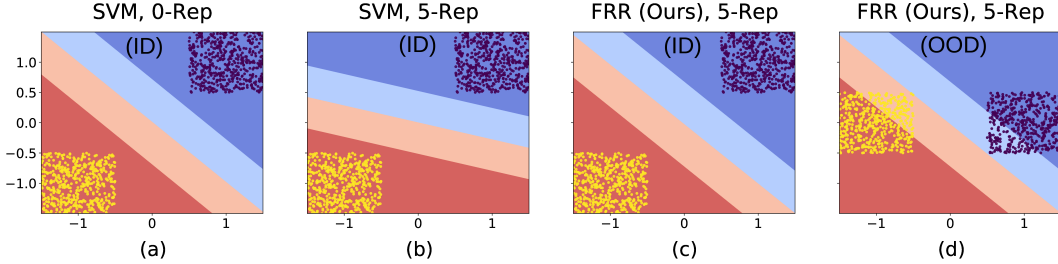 SVM, 0-Rep SVM, 5-Rep FRR (Ours), 5-Rep FRR (Ours), 5-Rep
(ID) (ID) (ID) (OOD)
1.0
0.5
0.0
−0.5
−1.0
−1 0 1 −1 0 1 −1 0 1 −1 0 1
(a) (b) (c) (d)